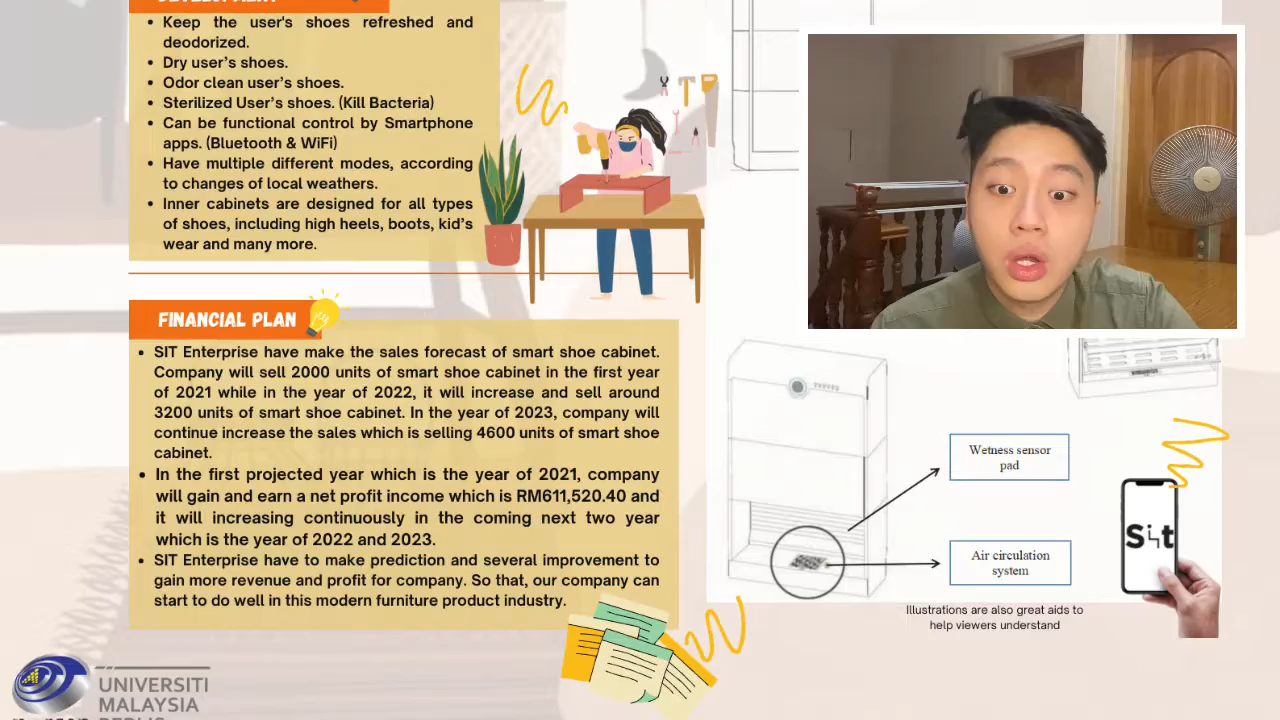 Keep the user's shoes refreshed and
deodorized.
Dry user's shoes.
Odor clean user's shoes.
Sterilized User's shoes. (Kill Bacteria)
Can be functional control by Smartphone
apps. (Bluetooth & WiFi)
Have multiple different modes, according
to changes of local weathers.
Inner cabinets are designed for all types
of shoes, including high heels, boots, kid's
wear and many more.
FINANCIAL PLAN
SIT Enterprise have make the sales forecast of smart shoe cabinet.
Company will sell 2000 units of smart shoe cabinet in the first year
of 2021 while in the year of 2022, it will increase and sell around
3200 units of smart shoe cabinet. In the year of 2023, company will
continue increase the sales which is selling 4600 units of smart shoe
cabinet.
In the first projected year which is the year of 2021, company
will gain and earn a net profit income which is RM611,520.40 and
it will increasing continuously in the coming next two year
which is the year of 2022 and 2023.
SIT Enterprise have to make prediction and several improvement to
gain more revenue and profit for company. So that, our company can
start to do well in this modern furniture product industry.
Wetness sensor
pad
Air circulation
system
Sit
Illustrations are also great aids to
help viewers understand
UNIVERSITI
MALAYSIA